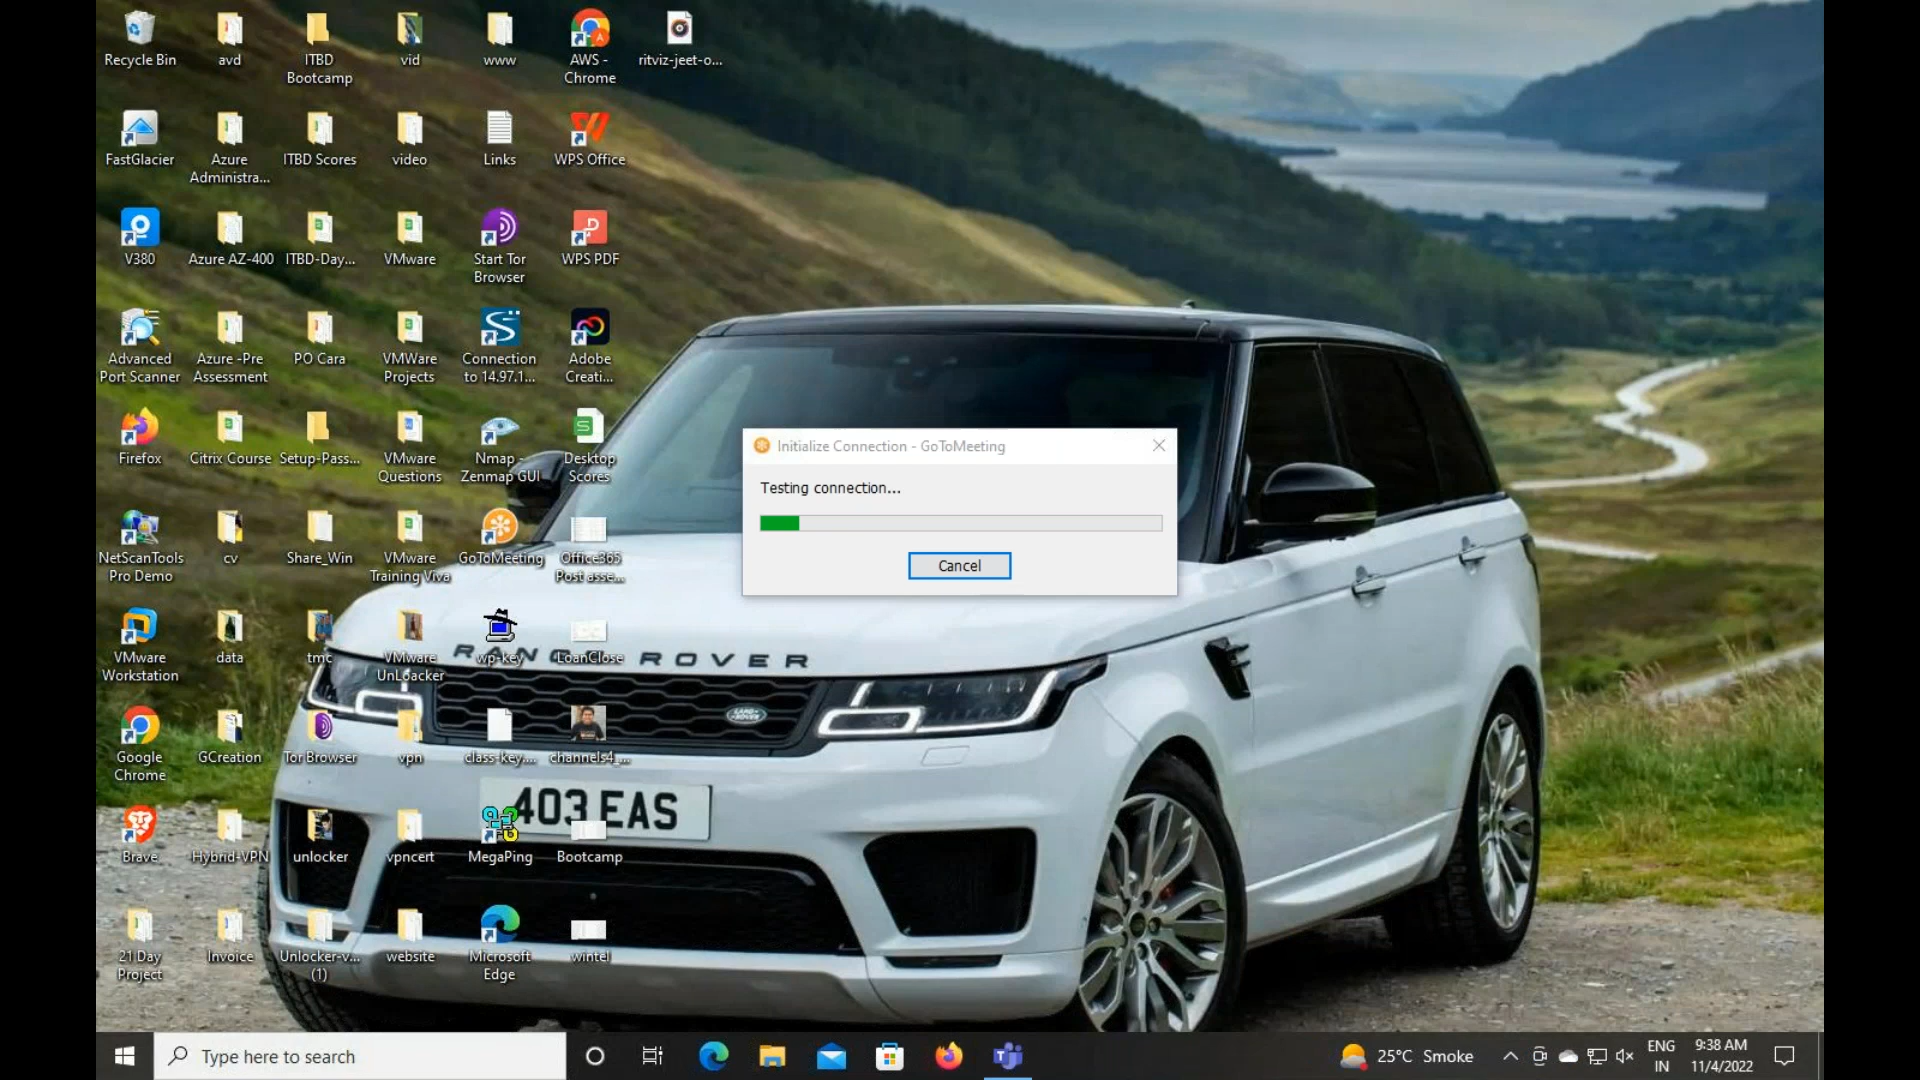 Recycle Bin
avd
ITBD
Bootcamp
vid
www
AWS -
Chrome
ritviz-jeet-o...
FastGlacier
Azure
Administra...
ITBD Scores
video
Links
WPS Office
V380
Azure AZ-400
ITBD-Day...
VMware
Start Tor
Browser
WPS PDF
Advanced
Port Scanner
Azure -Pre
Assessment
PO Cara
VMWare
Projects
Connection
to 14.97.1...
Adobe
Creati...
Firefox
Citrix Course
Setup-Pass...
VMware
Questions
Nmap -
Zenmap GUI
Desktop
Scores
Initialize Connection - GoToMeeting
Testing connection...
Cancel
NetScanTools
Pro Demo
cv
Share_Win
VMware
Training Viva
GoToMeeting
Office365
Post asse...
VMware
Workstation
data
tmc
VMware
UnLoacker
wp-key
LoanClose
RANGE ROVER
LAND ROVER
Google
Chrome
GCreation
Tor Browser
vpn
class-key....
channels4_...
403 EAS
Brave
Hybrid-VPN
unlocker
vpncert
MegaPing
Bootcamp
21 Day
Project
Invoice
Unlocker-v...
(1)
website
Microsoft
Edge
wintel
Type here to search
25°C Smoke
ENG
IN
9:38 AM
11/4/2022